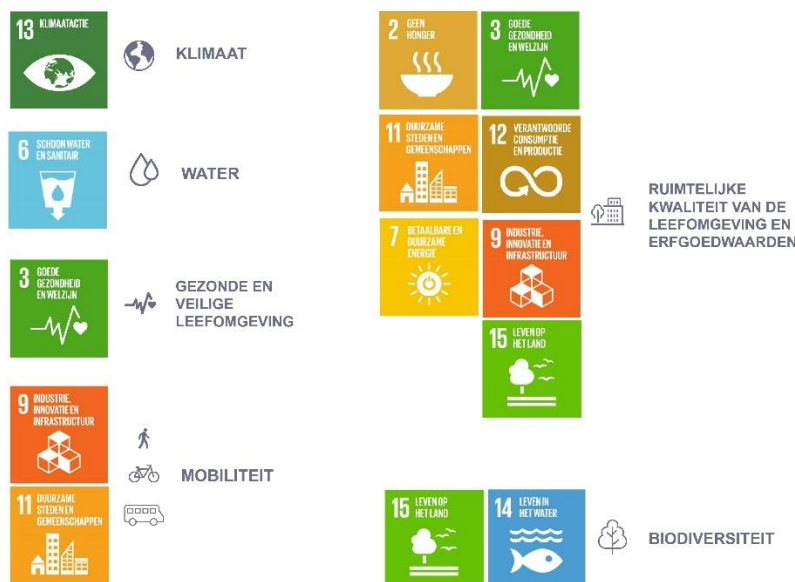 13 KLIMAATACTIE
KLIMAAT
6 SCHOON WATER
EN SANITAIR
WATER
3 GOEDE
GEZONDHEID
EN WELZIJN
GEZONDE EN
VEILIGE
LEEFOMGEVING
9 INDUSTRIE,
INNOVATIE EN
INFRASTRUCTUUR
11 DUURZAME
STEDEN EN
GEMEENSCHAPPEN
MOBILITEIT
2 GEEN
HONGER
3 GOEDE
GEZONDHEID
EN WELZIJN
11 DUURZAME
STEDEN EN
GEMEENSCHAPPEN
12 VERANTWOORDE
CONSUMPTIE
EN PRODUCTIE
7 BETAALBARE EN
DUURZAME
ENERGIE
9 INDUSTRIE,
INNOVATIE EN
INFRASTRUCTUUR
15 LEVEN OP
HET LAND
RUIMTELIJKE
KWALITEIT VAN DE
LEEFOMGEVING EN
ERFGOEDWAARDEN
15 LEVEN OP
HET LAND
14 LEVEN IN
HET WATER
BIODIVERSITEIT